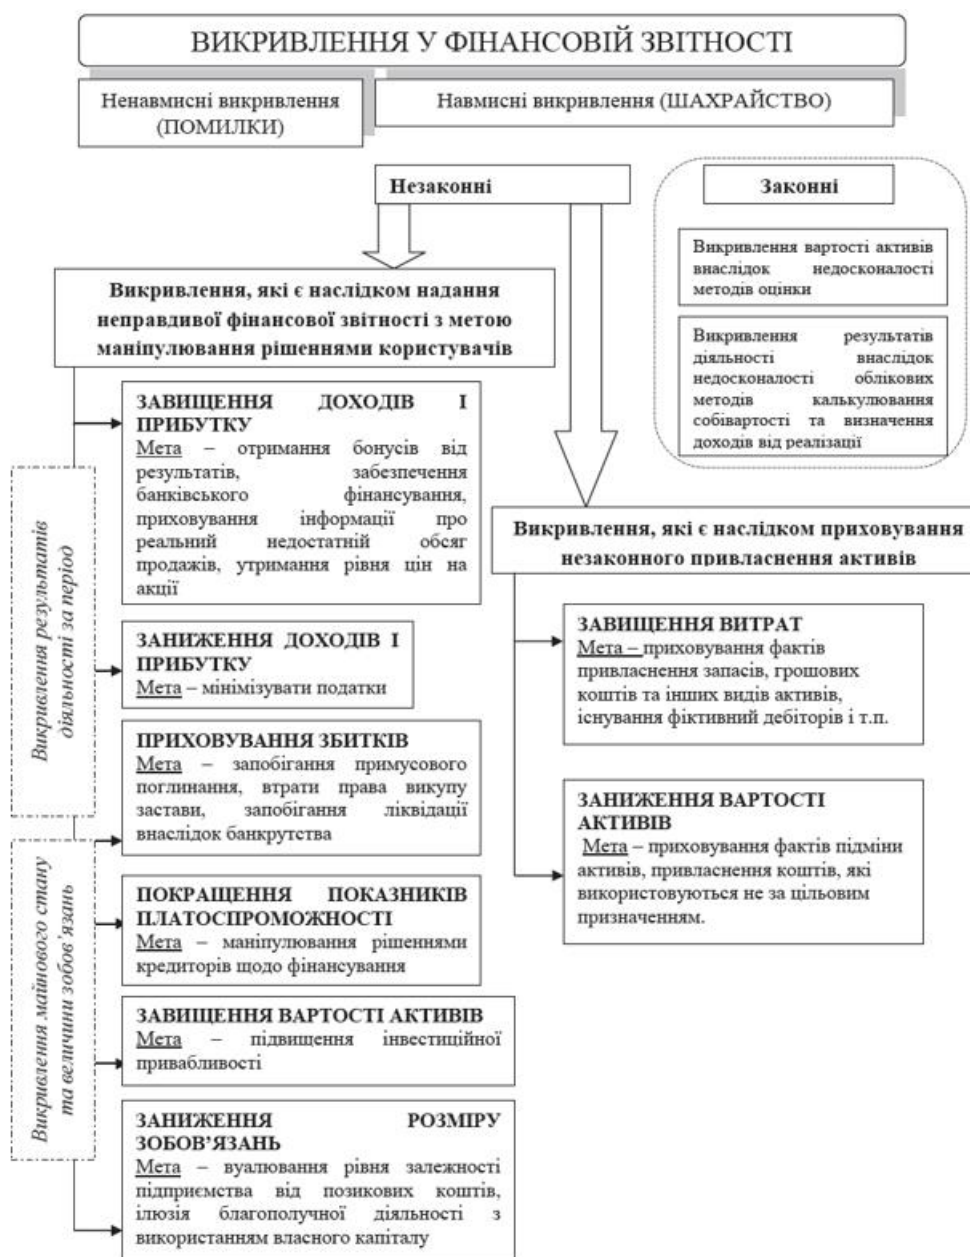 ВИКРИВЛЕННЯ У ФІНАНСОВІЙ ЗВІТНОСТІ
Ненавмисні викривлення
(ПОМИЛКИ)
Навмисні викривлення (ШАХРАЙСТВО)
Незаконні
Законні
Викривлення вартості активів
внаслідок недосконалості
методів оцінки
Викривлення результатів
діяльності внаслідок
недосконалості облікових
методів калькулювання
собівартості та визначення
доходів від реалізації
Викривлення, які є наслідком надання
неправдивої фінансової звітності з метою
маніпулювання рішеннями користувачів
Викривлення результатів
діяльності за період
ЗАВИЩЕННЯ ДОХОДІВ І
ПРИБУТКУ
Мета – отримання бонусів від
результатів, забезпечення
банківського фінансування,
приховування інформації про
реальний недостатній обсяг
продажів, утримання рівня цін на
акції
ЗАНИЖЕННЯ ДОХОДІВ І
ПРИБУТКУ
Мета – мінімізувати податки
ПРИХОВУВАННЯ ЗБИТКІВ
Мета – запобігання примусового
поглинання, втрати права викупу
застави, запобігання ліквідації
внаслідок банкрутства
Викривлення майнового стану
та величини зобов’язань
ПОКРАЩЕННЯ ПОКАЗНИКІВ
ПЛАТОСПРОМОЖНОСТІ
Мета – маніпулювання рішеннями
кредиторів щодо фінансування
ЗАВИЩЕННЯ ВАРТОСТІ АКТИВІВ
Мета – підвищення інвестиційної
привабливості
ЗАНИЖЕННЯ РОЗМІРУ
ЗОБОВ’ЯЗАНЬ
Мета – вуалювання рівня залежності
підприємства від позикових коштів,
ілюзія благополучної діяльності з
використанням власного капіталу
Викривлення, які є наслідком приховування
незаконного привласнення активів
ЗАВИЩЕННЯ ВИТРАТ
Мета – приховування фактів
привласнення запасів, грошових
коштів та інших видів активів,
існування фіктивний дебіторів і т.п.
ЗАНИЖЕННЯ ВАРТОСТІ
АКТИВІВ
Мета – приховування фактів підміни
активів, привласнення коштів, які
використовуються не за цільовим
призначенням.